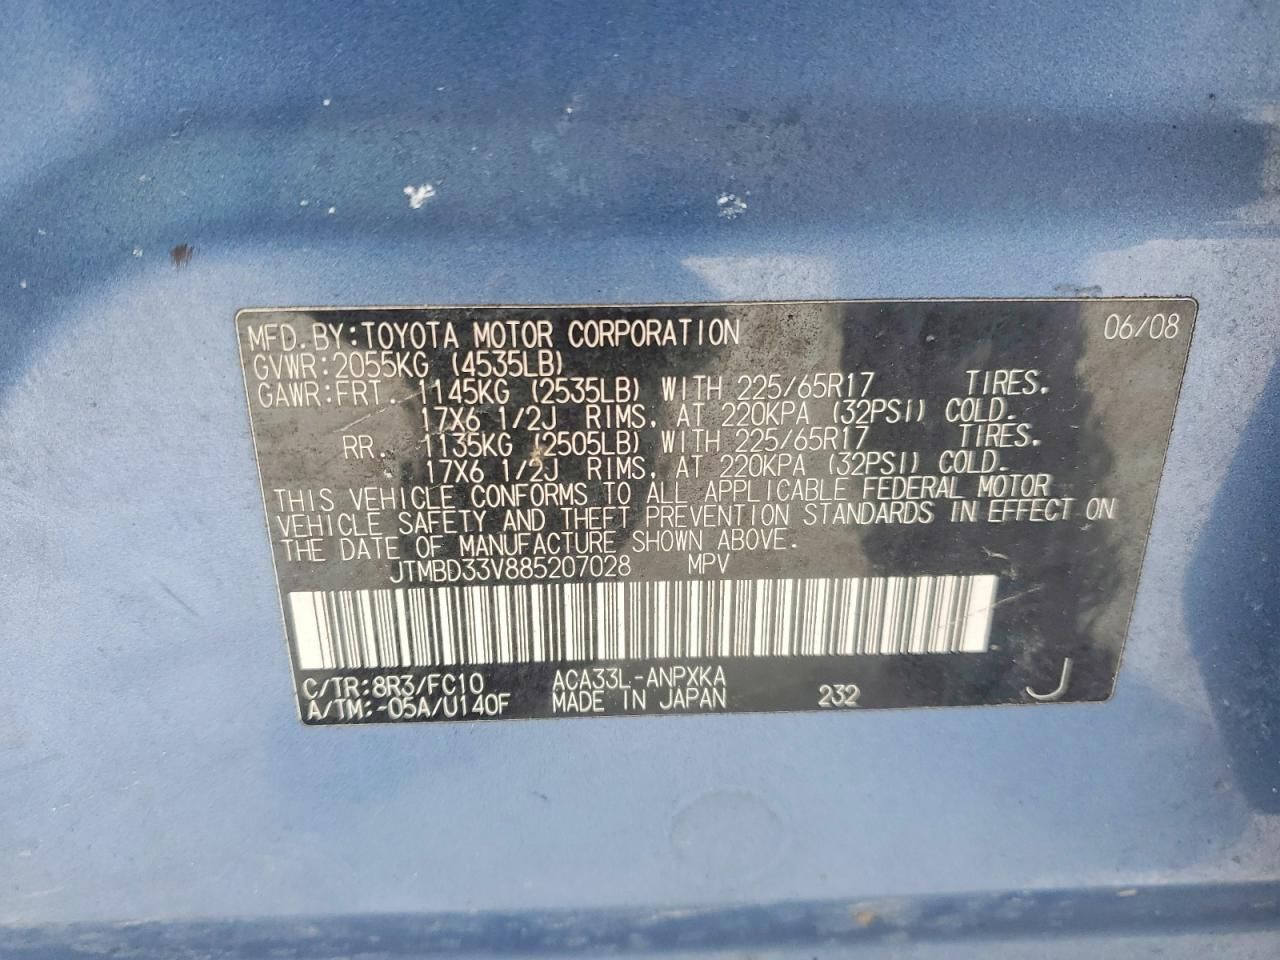 MFD.BY:TOYOTA MOTOR CORPORATION 06/08
GVWR:2055KG (4535LB)
GAWR:FRT. 1145KG (2535LB) WITH 225/65R17 TIRES.
17X6 1/2J RIMS, AT 220KPA (32PSI) COLD.
RR. 1135KG (2505LB) WITH 225/65R17 TIRES.
17X6 1/2J RIMS, AT 220KPA (32PSI) COLD.
THIS VEHICLE CONFORMS TO ALL APPLICABLE FEDERAL MOTOR
VEHICLE SAFETY AND THEFT PREVENTION STANDARDS IN EFFECT ON
THE DATE OF MANUFACTURE SHOWN ABOVE.
JTMBD33V885207028 MPV
C/TR:8R3/FC10 ACA33L-ANPXKA
A/TM:-05A/U140F MADE IN JAPAN 232 J